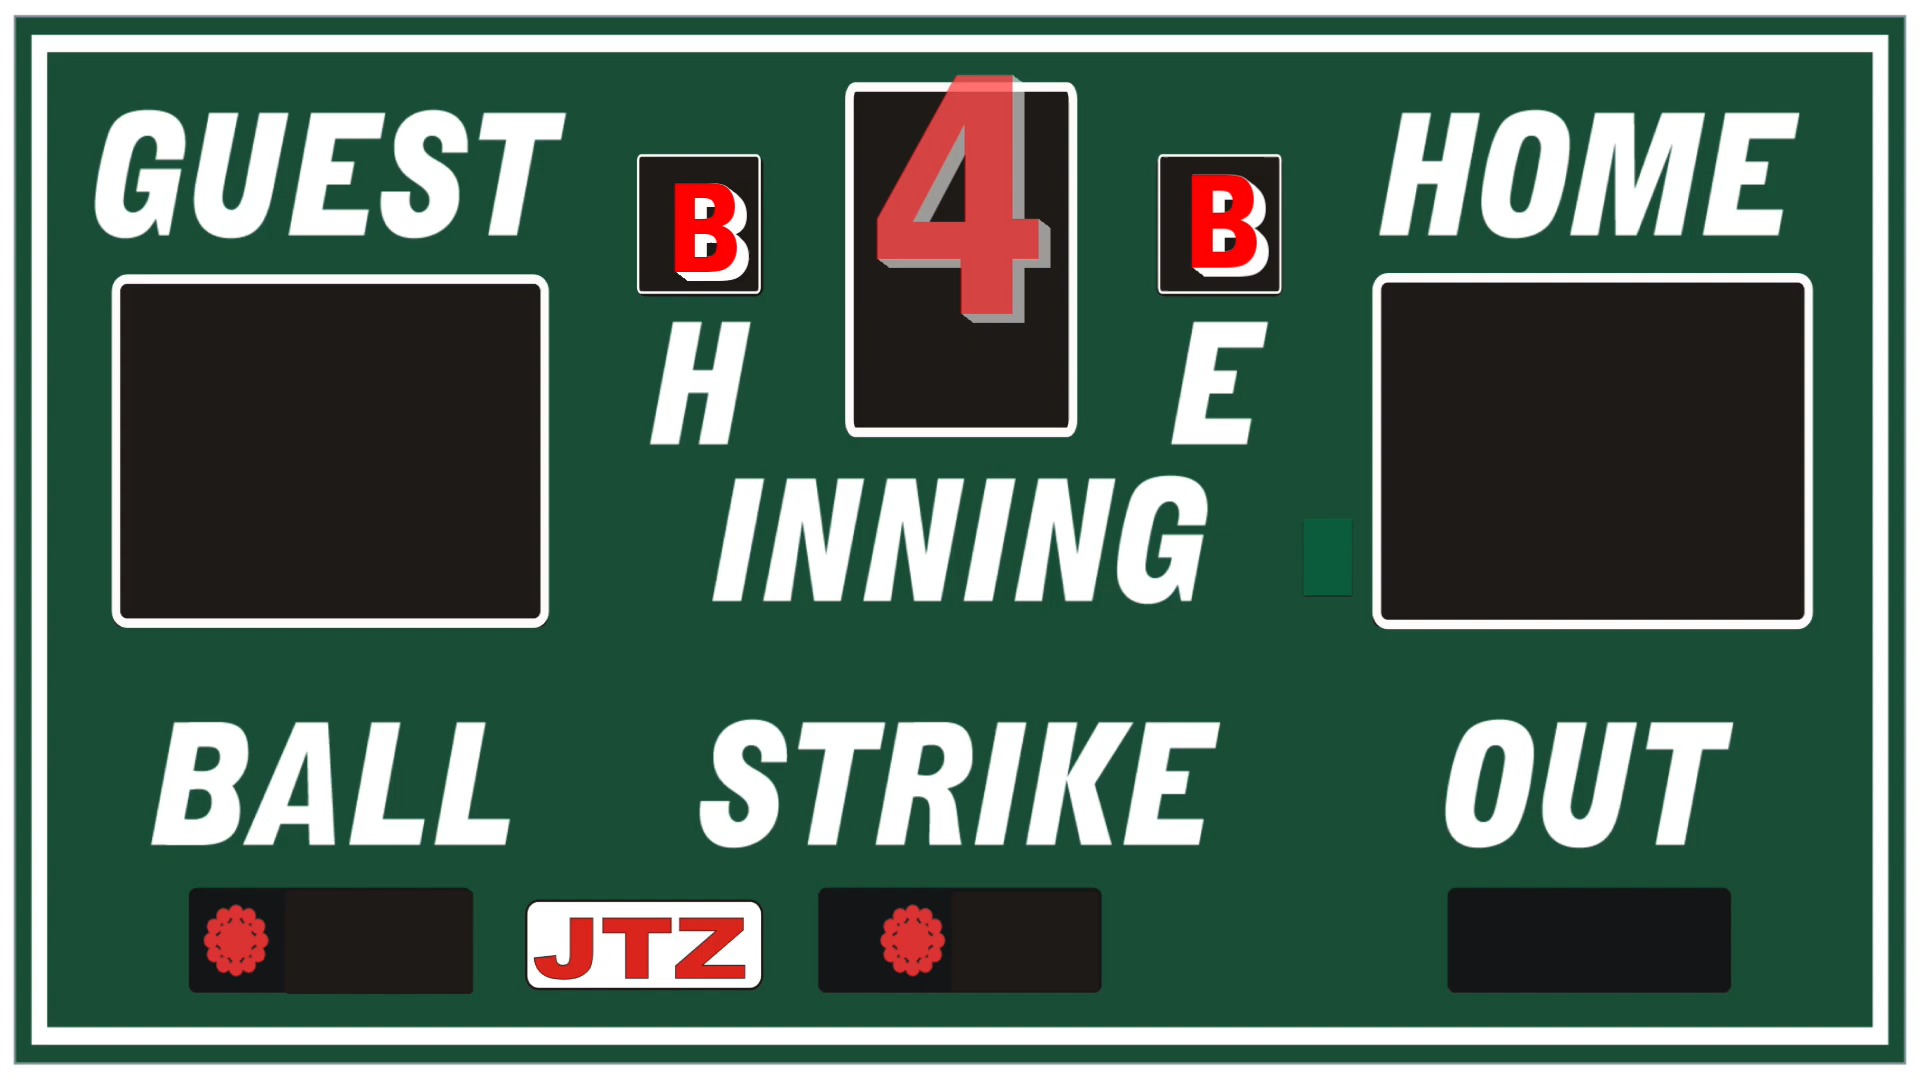 GUEST
4
HOME
B
B
H
E
INNING
BALL
STRIKE
OUT
JTZ